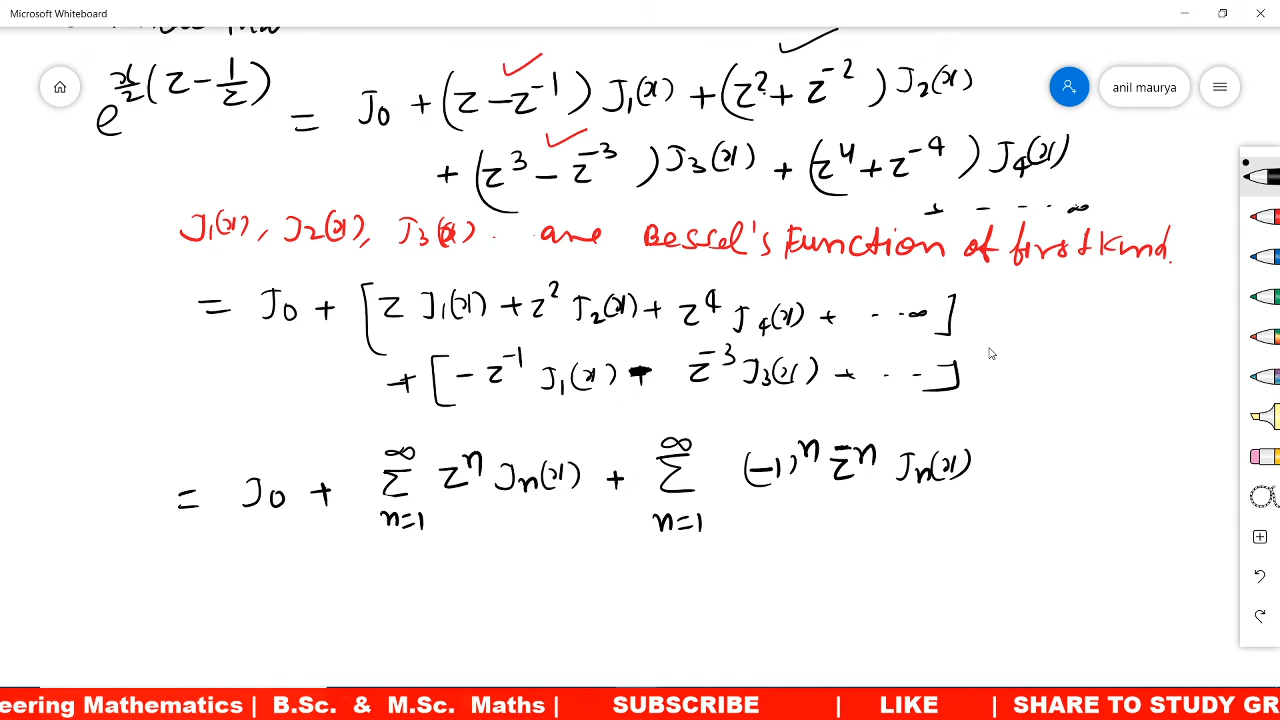 Microsoft Whiteboard
anil maurya
e^{x/2(z - 1/z)} = J0 + (z - z^{-1}) J1(x) + (z^2 + z^{-2}) J2(x)
+ (z^3 - z^{-3}) J3(x) + (z^4 + z^{-4}) J4(x)
+ - - · · ∞
J1(x), J2(x), J3(x) · · are Bessel's Function of first Kind.
= J0 + [z J1(x) + z^2 J2(x) + z^4 J4(x) + · · ∞]
+ [- z^{-1} J1(x) - z^{-3} J3(x) + · · -]
= J0 + ∑_{n=1}^{∞} z^n Jn(x) + ∑_{n=1}^{∞} (-1)^n z^{-n} Jn(x)
eering Mathematics | B.Sc. & M.Sc. Maths | SUBSCRIBE | LIKE | SHARE TO STUDY GR